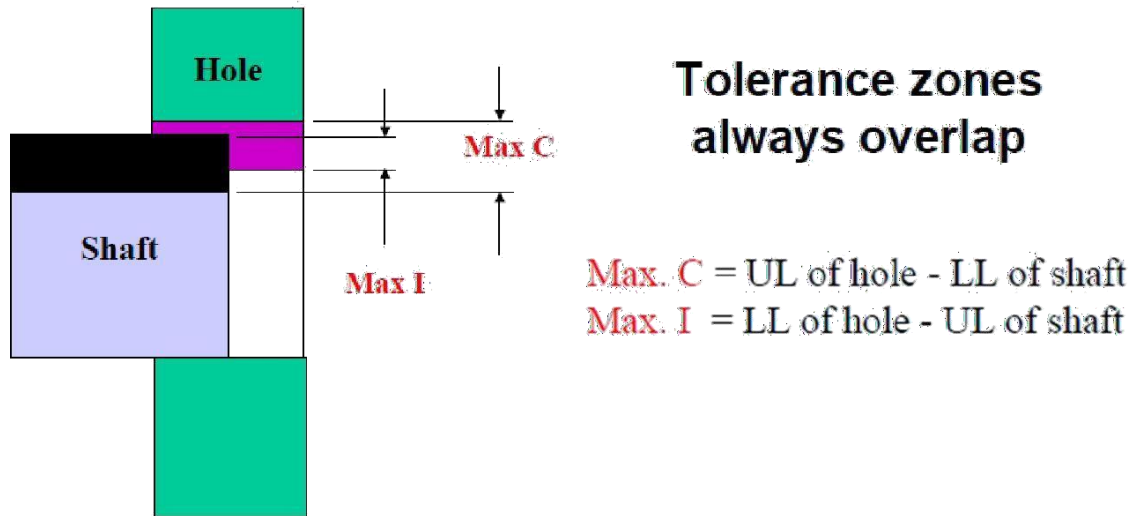 Hole
Tolerance zones
always overlap
Max C
Shaft
Max I
Max. C = UL of hole - LL of shaft
Max. I = LL of hole - UL of shaft